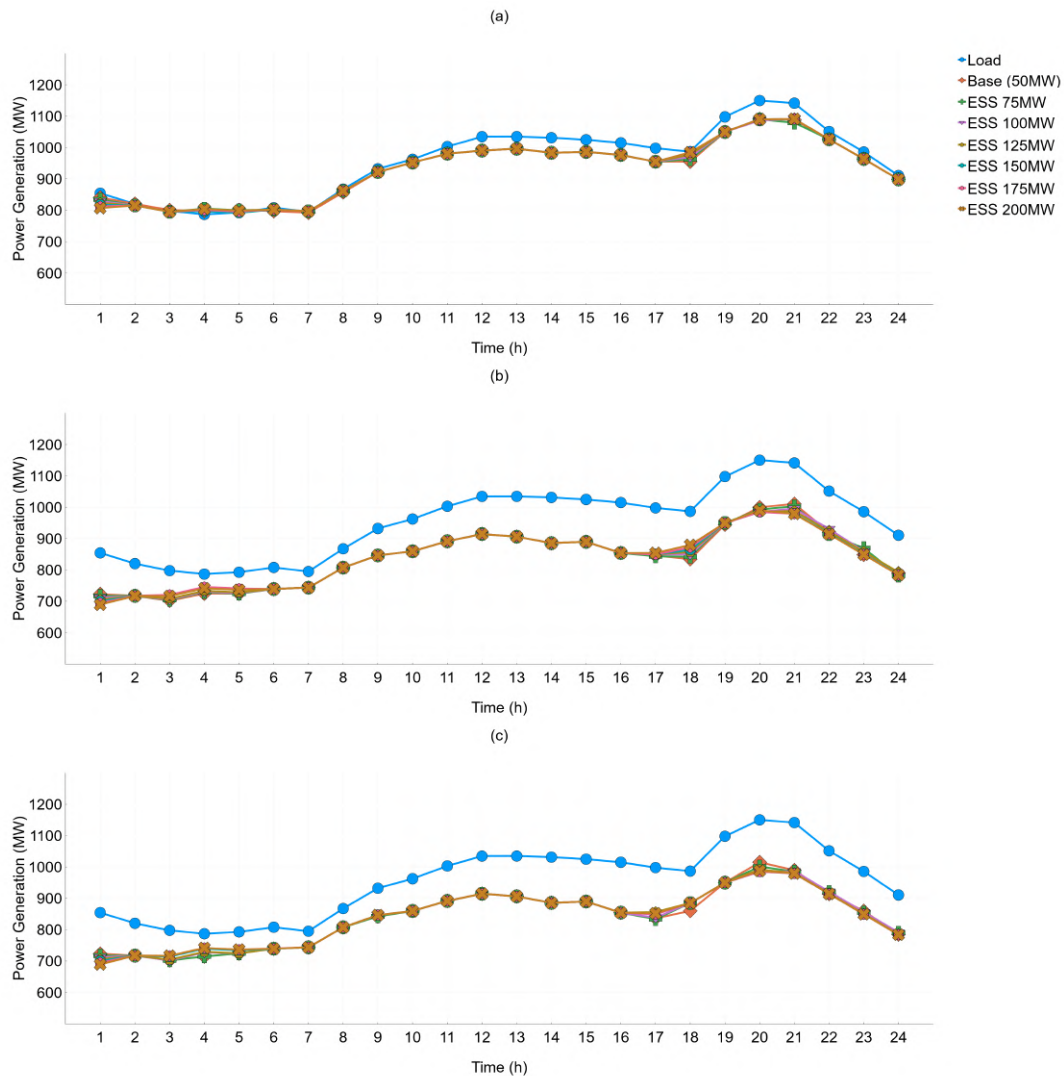 (a)
Power Generation (MW)
1200
1100
1000
900
800
700
600
1 2 3 4 5 6 7 8 9 10 11 12 13 14 15 16 17 18 19 20 21 22 23 24
Time (h)
Load
Base (50MW)
ESS 75MW
ESS 100MW
ESS 125MW
ESS 150MW
ESS 175MW
ESS 200MW
(b)
Power Generation (MW)
1200
1100
1000
900
800
700
600
1 2 3 4 5 6 7 8 9 10 11 12 13 14 15 16 17 18 19 20 21 22 23 24
Time (h)
(c)
Power Generation (MW)
1200
1100
1000
900
800
700
600
1 2 3 4 5 6 7 8 9 10 11 12 13 14 15 16 17 18 19 20 21 22 23 24
Time (h)